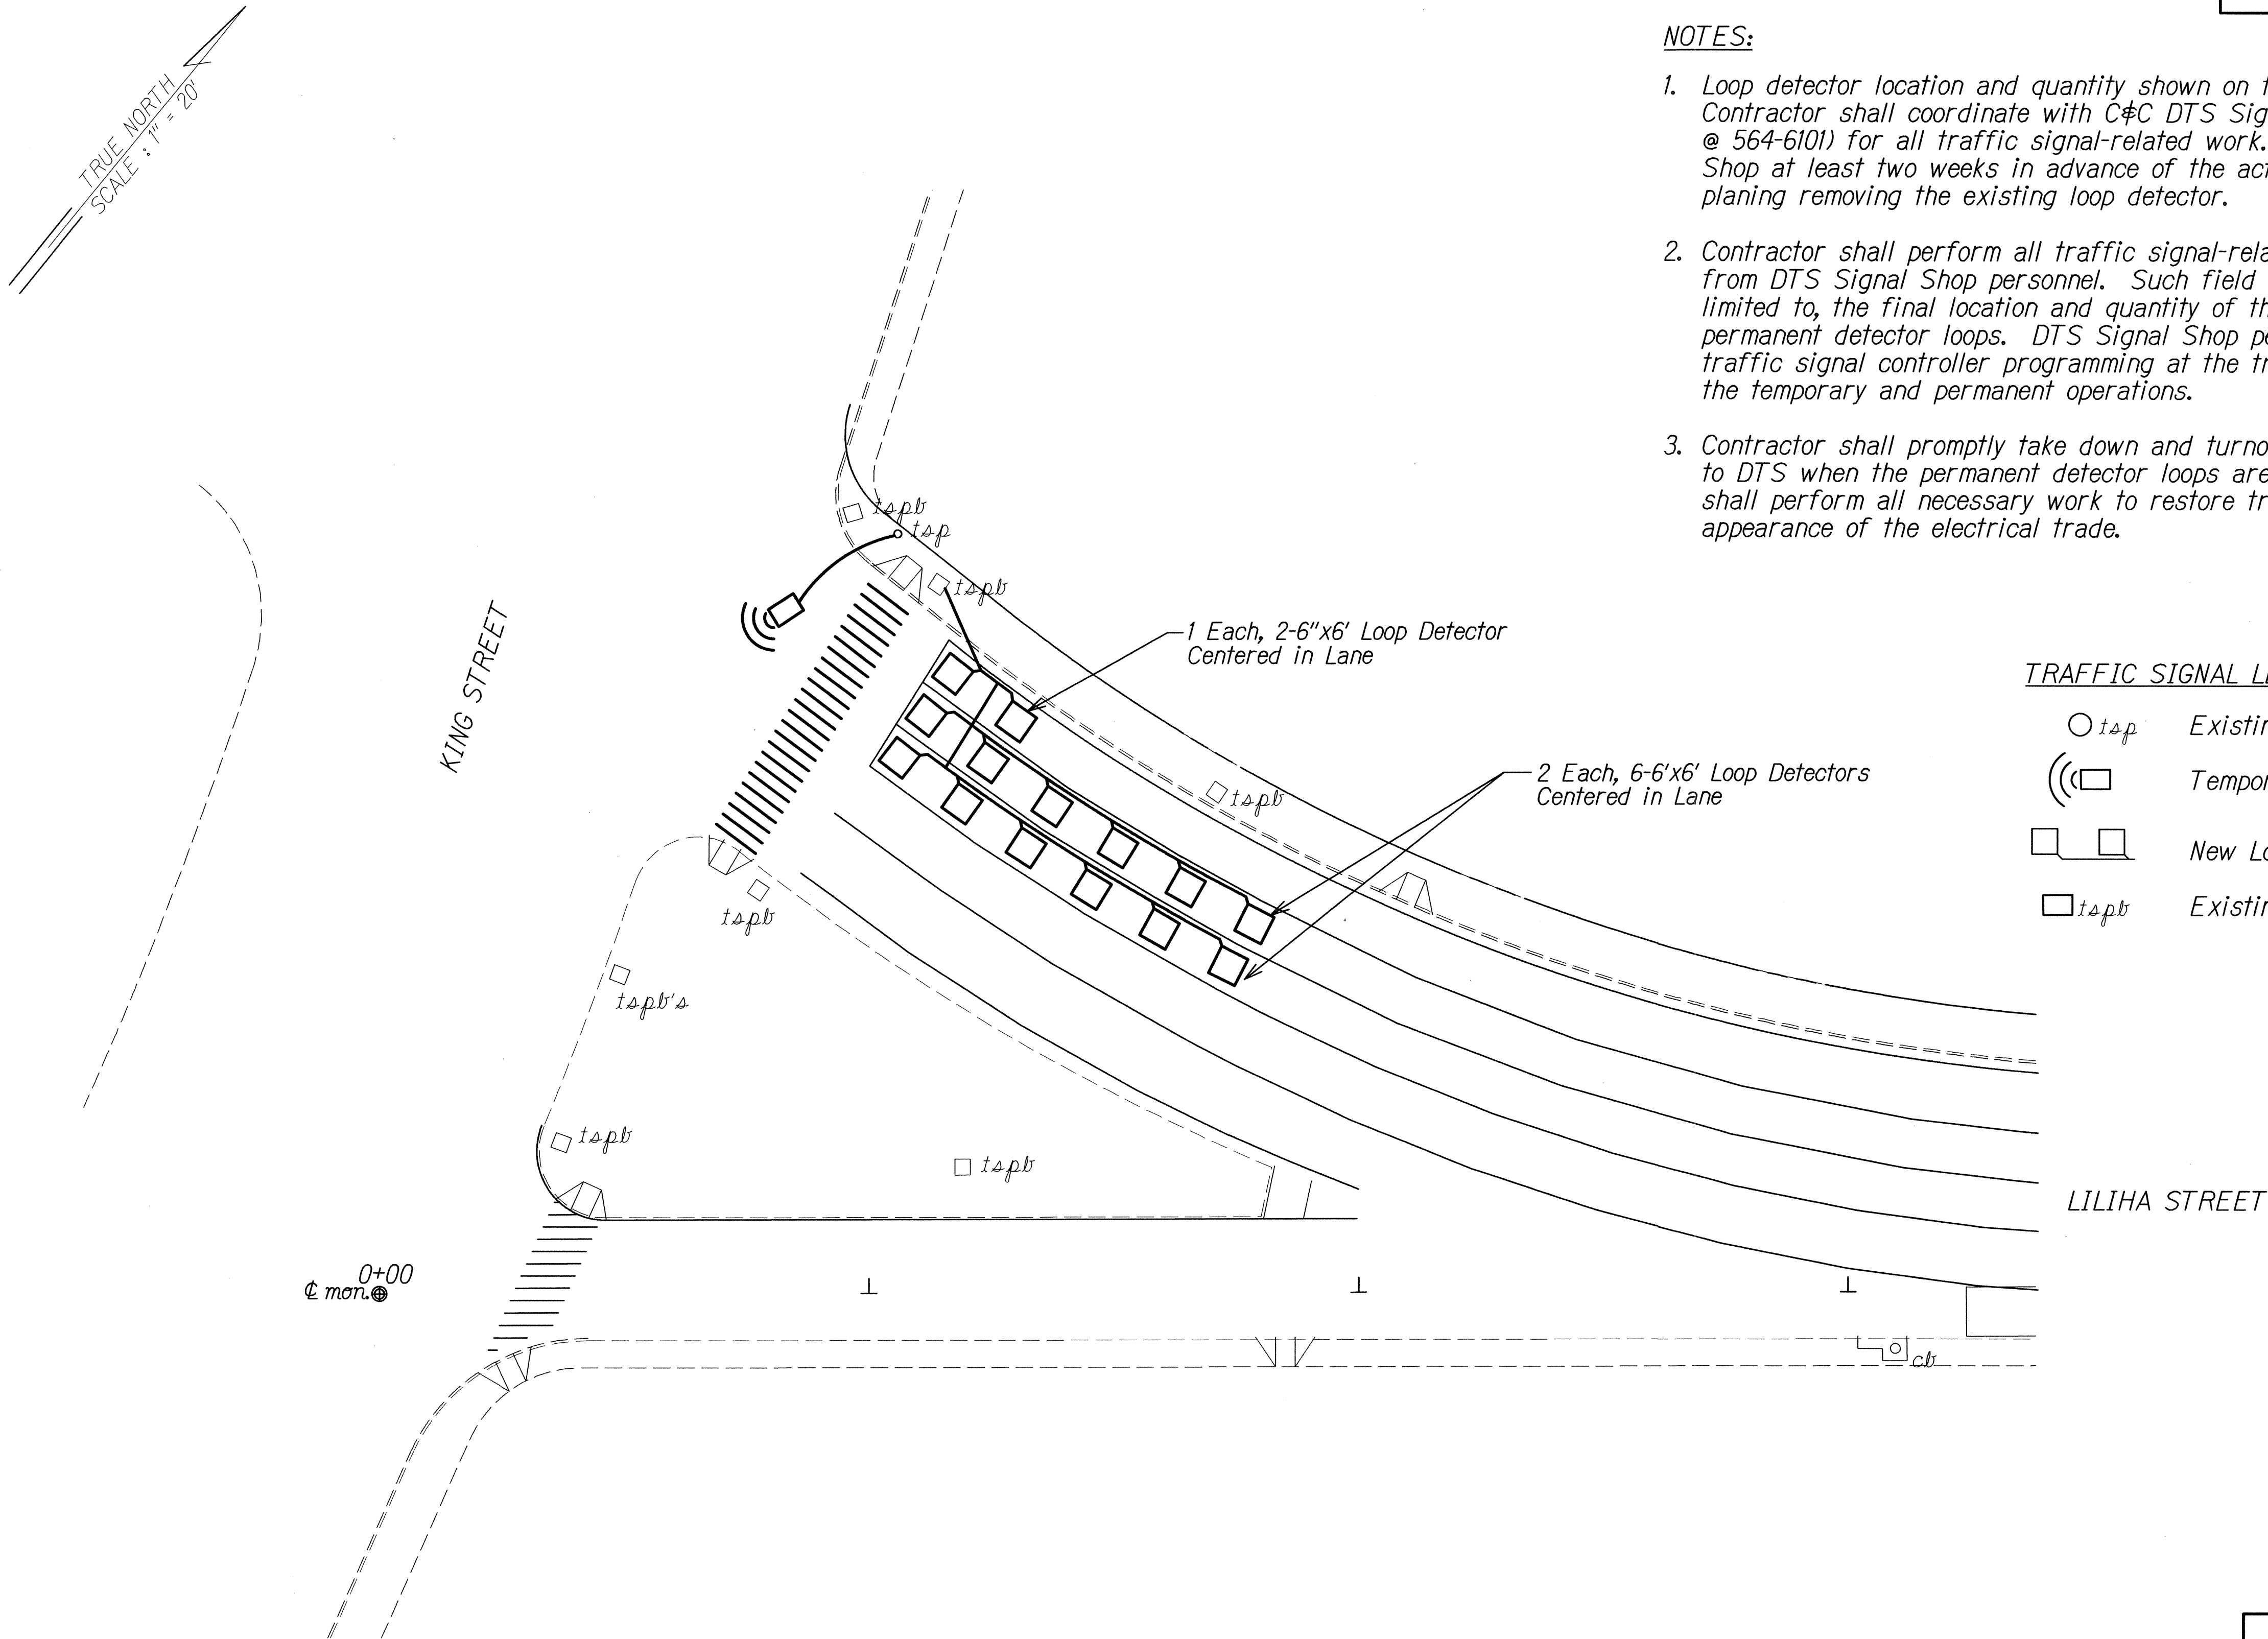 TRUE NORTH
SCALE : 1" = 20'
NOTES:
1. Loop detector location and quantity shown on
Contractor shall coordinate with C&C DTS Sig
@ 564-6101) for all traffic signal-related work.
Shop at least two weeks in advance of the
planing removing the existing loop detector.
2. Contractor shall perform all traffic signal-rela
from DTS Signal Shop personnel. Such field
limited to, the final location and quantity of
permanent detector loops. DTS Signal Shop
traffic signal controller programming at the
the temporary and permanent operations.
3. Contractor shall promptly take down and turno
to DTS when the permanent detector loops are
shall perform all necessary work to restore
appearance of the electrical trade.
tspb
tsp
tspb
1 Each, 2-6"x6' Loop Detector
Centered in Lane
KING STREET
2 Each, 6-6'x6' Loop Detectors
Centered in Lane
tspb
TRAFFIC SIGNAL
tsp Existin
Tempor
New
tspb Existin
tspb
tspb's
tspb
tspb
LILIHA STREET
0+00
℄ mon.
cb